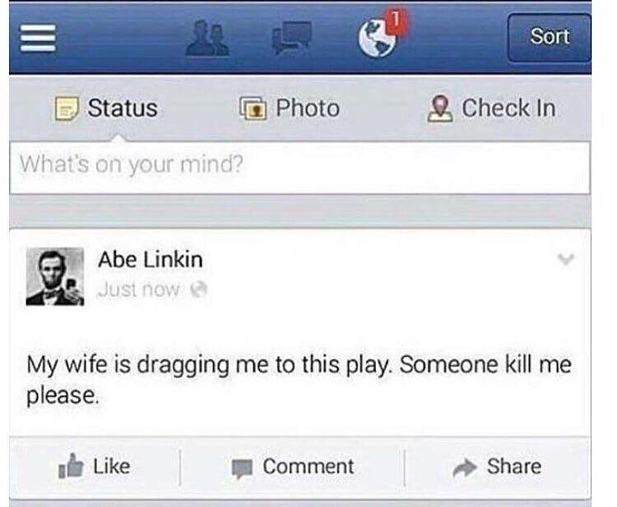 1
Sort
Status Photo Check In
What's on your mind?
Abe Linkin
Just now
My wife is dragging me to this play. Someone kill me
please.
Like Comment Share